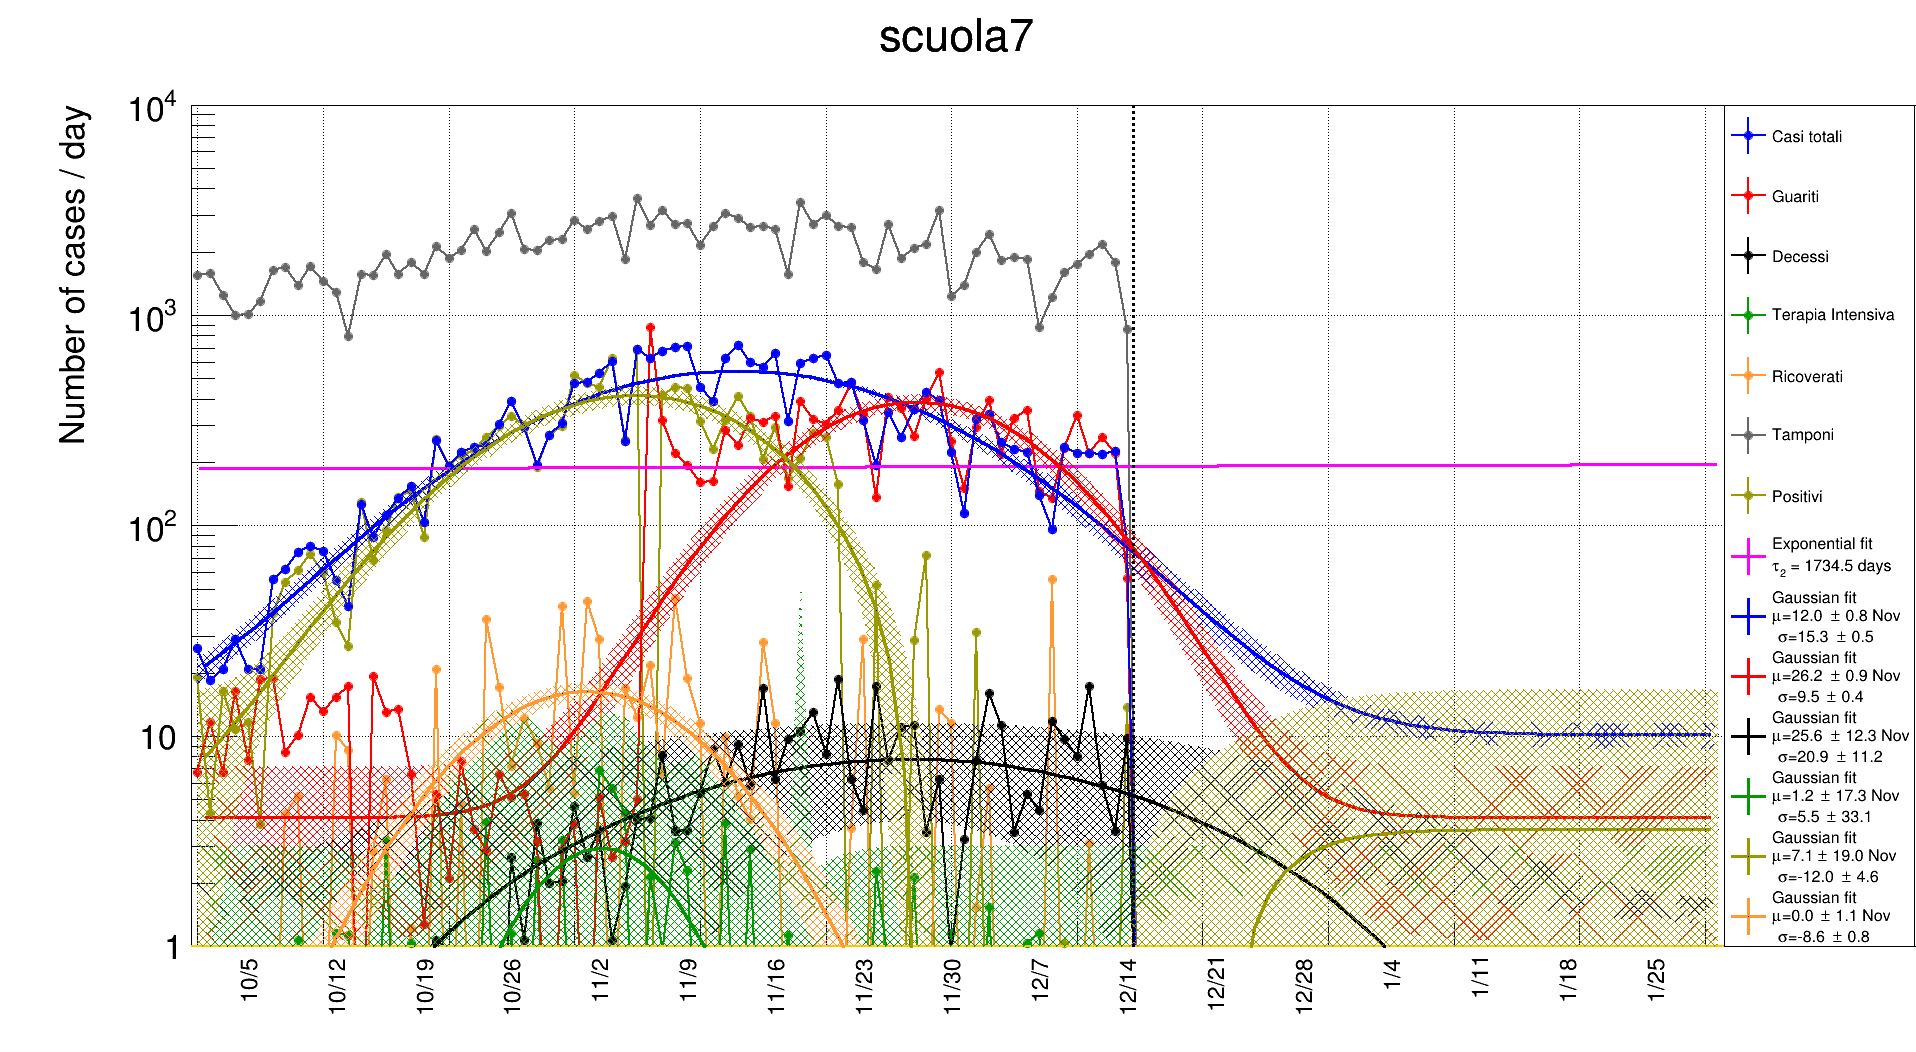 scuola7
Number of cases / day
10^4
10^3
10^2
10
1
10/5
10/12
10/19
10/26
11/2
11/9
11/16
11/23
11/30
12/7
12/14
12/21
12/28
1/4
1/11
1/18
1/25
Casi totali
Guariti
Decessi
Terapia Intensiva
Ricoverati
Tamponi
Positivi
Exponential fit
τ₂ = 1734.5 days
Gaussian fit
μ=12.0 ± 0.8 Nov
σ=15.3 ± 0.5
Gaussian fit
μ=26.2 ± 0.9 Nov
σ=9.5 ± 0.4
Gaussian fit
μ=25.6 ± 12.3 Nov
σ=20.9 ± 11.2
Gaussian fit
μ=1.2 ± 17.3 Nov
σ=5.5 ± 33.1
Gaussian fit
μ=7.1 ± 19.0 Nov
σ=-12.0 ± 4.6
Gaussian fit
μ=0.0 ± 1.1 Nov
σ=-8.6 ± 0.8